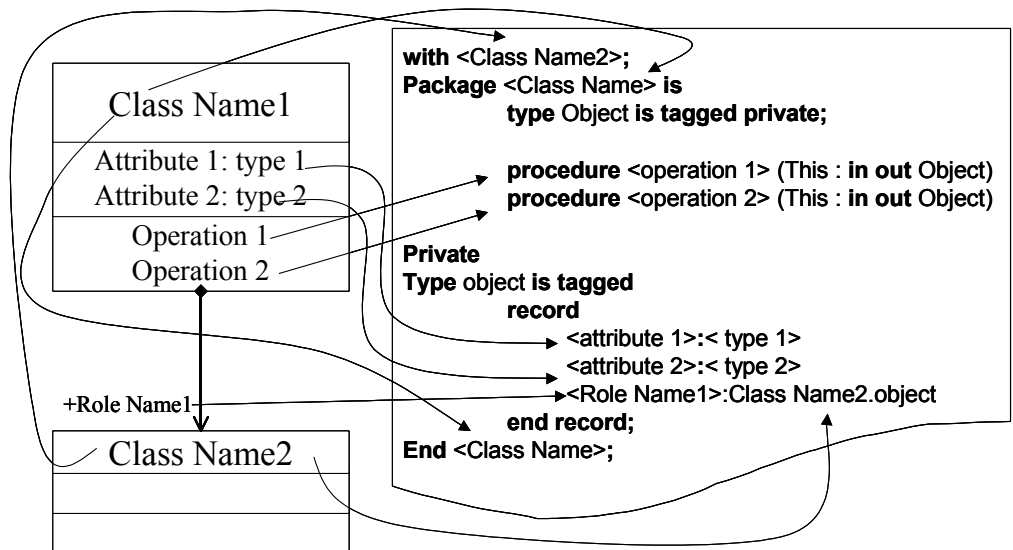 Class Name1
Attribute 1: type 1
Attribute 2: type 2
Operation 1
Operation 2
+Role Name1
Class Name2
with <Class Name2>;
Package <Class Name> is
type Object is tagged private;
procedure <operation 1> (This : in out Object)
procedure <operation 2> (This : in out Object)
Private
Type object is tagged
record
<attribute 1>:< type 1>
<attribute 2>:< type 2>
<Role Name1>:Class Name2.object
end record;
End <Class Name>;